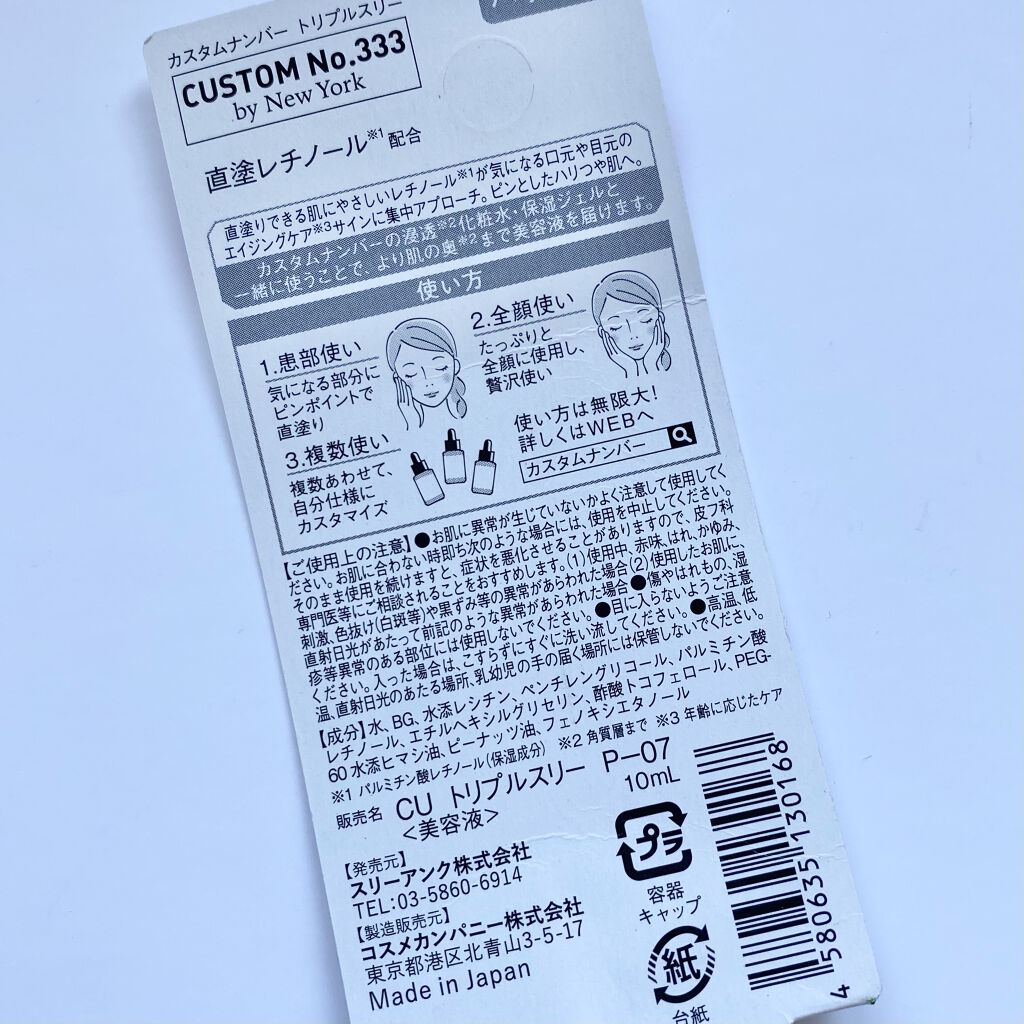 カスタムナンバー トリプルスリー
CUSTOM No.333
by New York
直塗レチノール※1 配合
直塗りできる肌にやさしいレチノール※1が気になる口元や目元の
エイジングケア※3サインに集中アプローチ。ピンとしたハリつや肌へ。
カスタムナンバーの浸透※2化粧水・保湿ジェルと
一緒に使うことで、より肌の奥※2まで美容液を届けます。
使い方
1.患部使い
気になる部分に
ピンポイントで
直塗り
2.全顔使い
たっぷりと
全顔に使用し、
贅沢使い
3.複数使い
複数あわせて、
自分仕様に
カスタマイズ
使い方は無限大!
詳しくはWEBへ
カスタムナンバー
【ご使用上の注意】●お肌に異常が生じていないかよく注意して使用してく
ださい。お肌に合わない時即ち次のような場合には、使用を中止してください。
そのまま使用を続けますと、症状を悪化させることがありますので、皮フ科
専門医等にご相談されることをおすすめします。(1)使用中、赤味、はれ、かゆみ、
刺激、色抜け(白斑等)や黒ずみ等の異常があらわれた場合(2)使用したお肌に、
直射日光があたって前記のような異常があらわれた場合●傷やはれもの、湿
疹等異常のある部位には使用しないでください。●目に入らないようご注意
ください。入った場合は、こすらずにすぐに洗い流してください。●高温、低
温、直射日光のあたる場所、乳幼児の手の届く場所には保管しないでください。
【成分】水、BG、水添レシチン、ペンチレングリコール、パルミチン酸
レチノール、エチルヘキシルグリセリン、酢酸トコフェロール、PEG-
60水添ヒマシ油、ピーナッツ油、フェノキシエタノール
※1 パルミチン酸レチノール(保湿成分) ※2 角質層まで ※3 年齢に応じたケア
販売名 CU トリプルスリー P−07
<美容液> 10mL
【発売元】
スリーアンク株式会社
TEL:03-5860-6914
【製造販売元】
コスメカンパニー株式会社
東京都港区北青山3-5-17
Made in Japan
プラ
容器
キャップ
紙
台紙
4 580635 130168